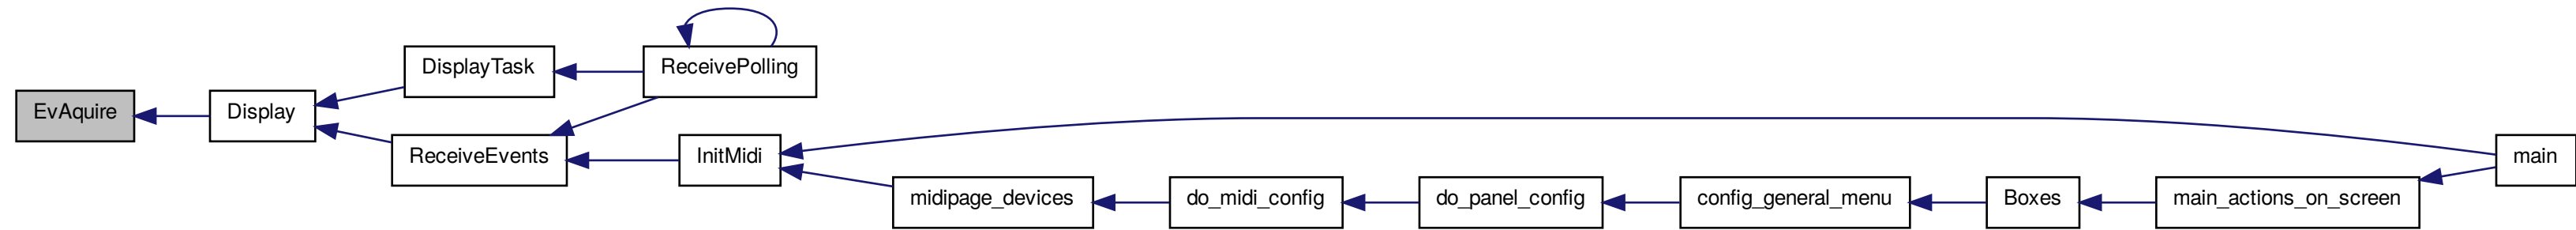 EvAquire
Display
DisplayTask
ReceivePolling
ReceiveEvents
InitMidi
midipage_devices
do_midi_config
do_panel_config
config_general_menu
Boxes
main_actions_on_screen
main